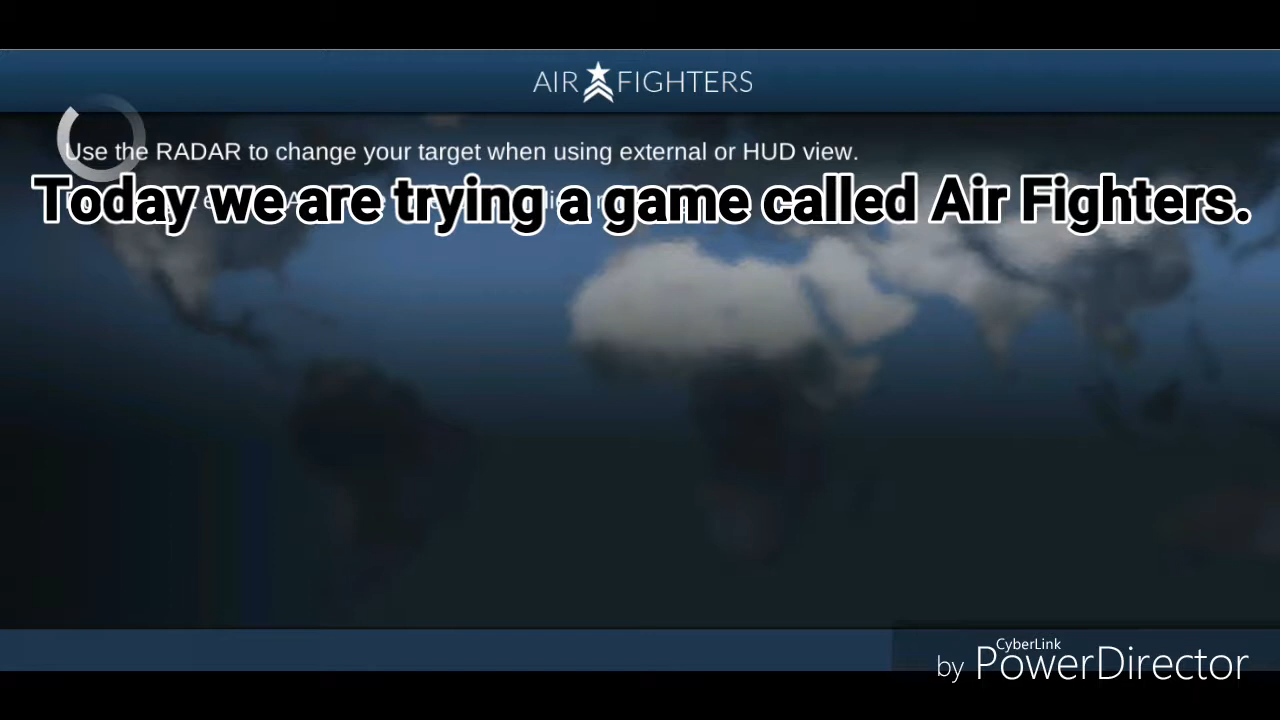 AIR FIGHTERS
Use the RADAR to change your target when using external or HUD view.
Today we are trying a game called Air Fighters.
CyberLink
by PowerDirector